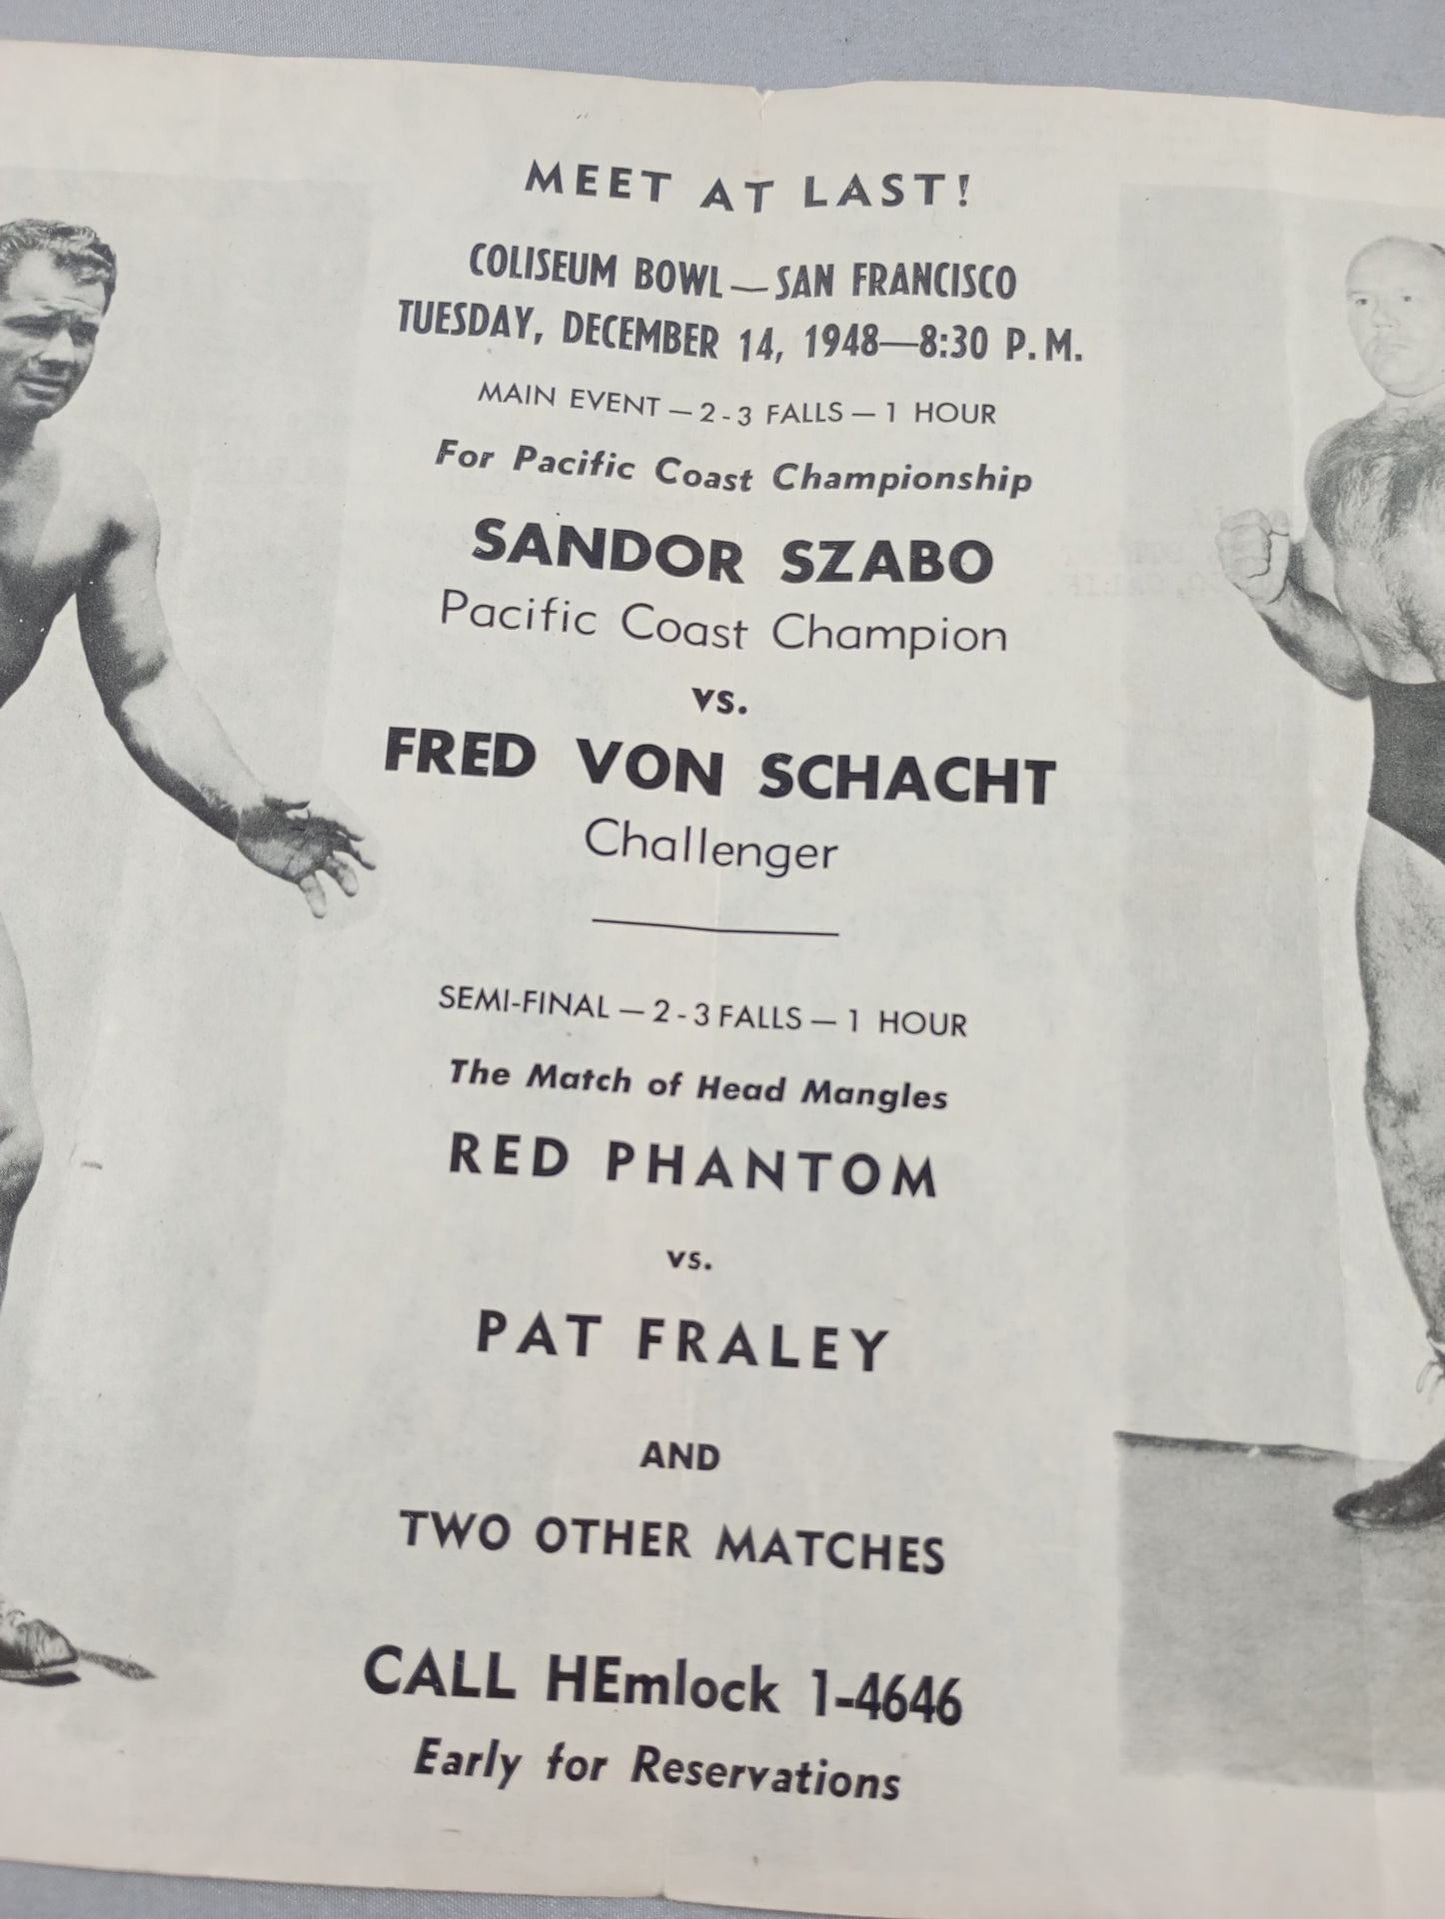 MEET AT LAST!
COLISEUM BOWL—SAN FRANCISCO
TUESDAY, DECEMBER 14, 1948—8:30 P.M.
MAIN EVENT — 2-3 FALLS — 1 HOUR
For Pacific Coast Championship
SANDOR SZABO
Pacific Coast Champion
vs.
FRED VON SCHACHT
Challenger
SEMI-FINAL — 2-3 FALLS — 1 HOUR
The Match of Head Mangles
RED PHANTOM
vs.
PAT FRALEY
AND
TWO OTHER MATCHES
CALL HEmlock 1-4646
Early for Reservations